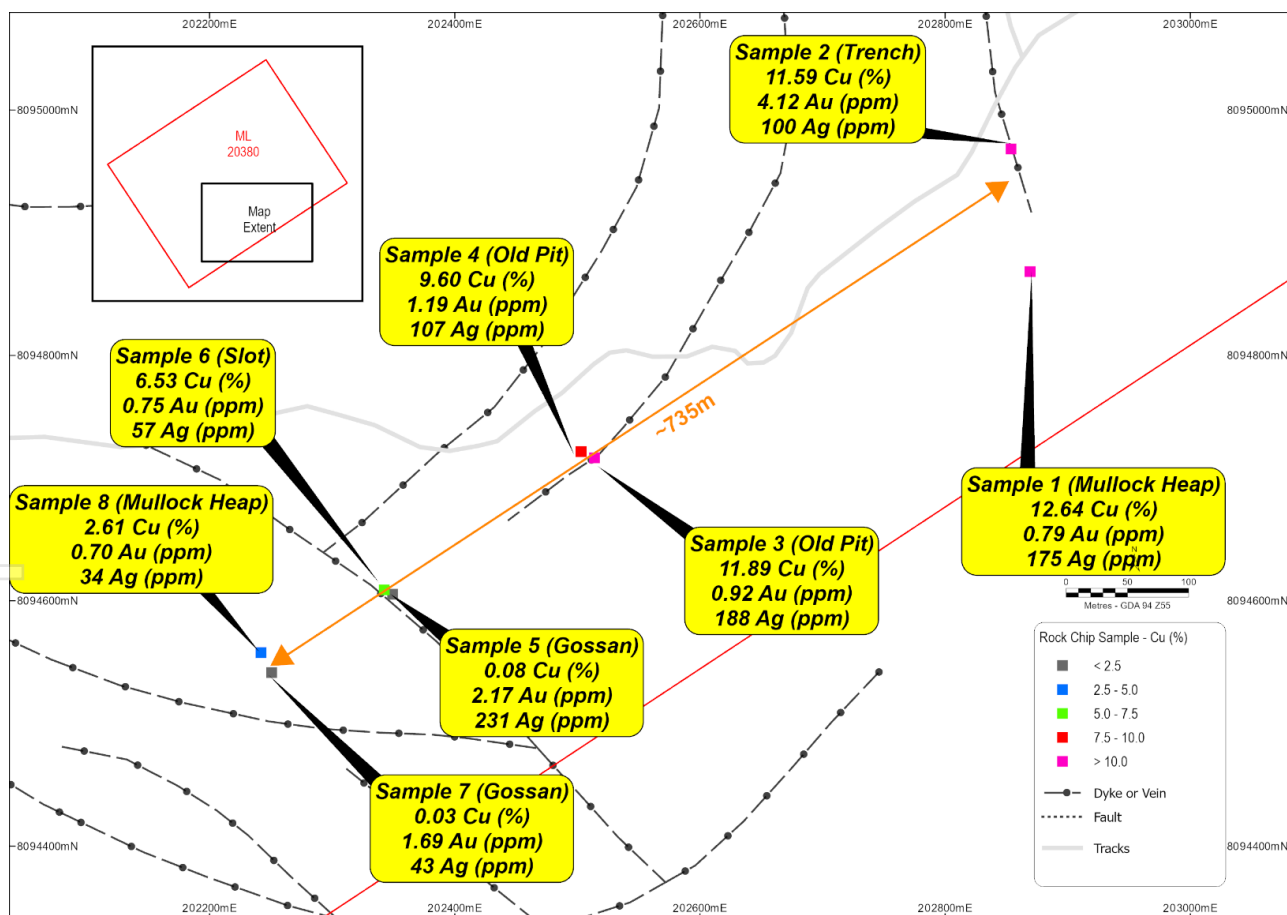 202200mE
202400mE
202600mE
202800mE
203000mE
8095000mN
8095000mN
ML
20380
Map
Extent
Sample 2 (Trench)
11.59 Cu (%)
4.12 Au (ppm)
100 Ag (ppm)
Sample 4 (Old Pit)
9.60 Cu (%)
1.19 Au (ppm)
107 Ag (ppm)
8094800mN
8094800mN
Sample 6 (Slot)
6.53 Cu (%)
0.75 Au (ppm)
57 Ag (ppm)
~735m
Sample 8 (Mullock Heap)
2.61 Cu (%)
0.70 Au (ppm)
34 Ag (ppm)
Sample 1 (Mullock Heap)
12.64 Cu (%)
0.79 Au (ppm)
175 Ag (ppm)
Sample 3 (Old Pit)
11.89 Cu (%)
0.92 Au (ppm)
188 Ag (ppm)
N
0 50 100
Metres - GDA 94 Z55
8094600mN
8094600mN
Sample 5 (Gossan)
0.08 Cu (%)
2.17 Au (ppm)
231 Ag (ppm)
Sample 7 (Gossan)
0.03 Cu (%)
1.69 Au (ppm)
43 Ag (ppm)
Rock Chip Sample - Cu (%)
< 2.5
2.5 - 5.0
5.0 - 7.5
7.5 - 10.0
> 10.0
Dyke or Vein
Fault
Tracks
8094400mN
8094400mN
202200mE
202400mE
202600mE
202800mE
203000mE